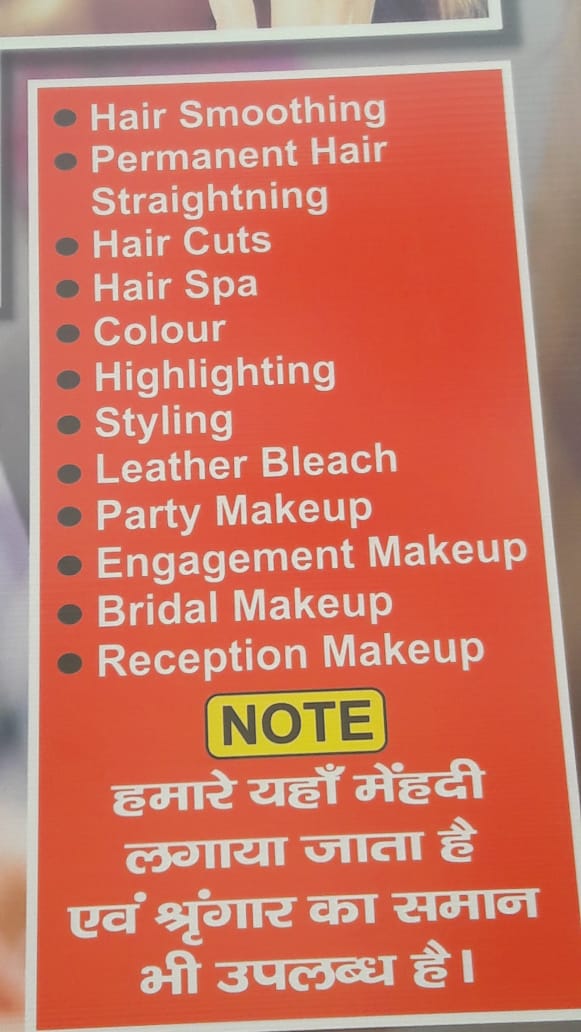 Hair Smoothing
Permanent Hair
Straightning
Hair Cuts
Hair Spa
Colour
Highlighting
Styling
Leather Bleach
Party Makeup
Engagement Makeup
Bridal Makeup
Reception Makeup
NOTE
हमारे यहाँ मेंहदी
लगाया जाता है
एवं श्रृंगार का समान
भी उपलब्ध है।